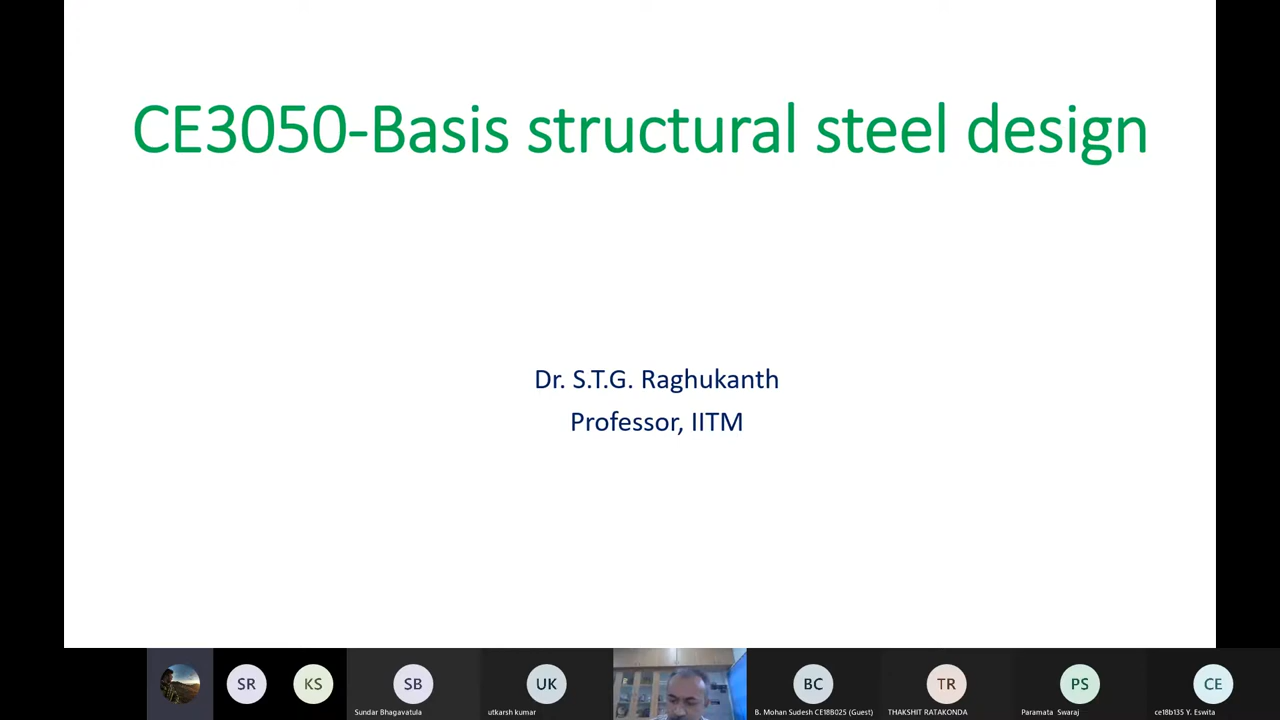 CE3050-Basis structural steel design
Dr. S.T.G. Raghukanth
Professor, IITM
SR
KS
SB
UK
BC
TR
PS
CE
Sundar Bhagavatula
utkarsh kumar
B. Mohan Sudesh CE18B025 (Guest)
THAKSHIT RATAKONDA
Paramata Swaraj
ce18b135 Y. Eswita